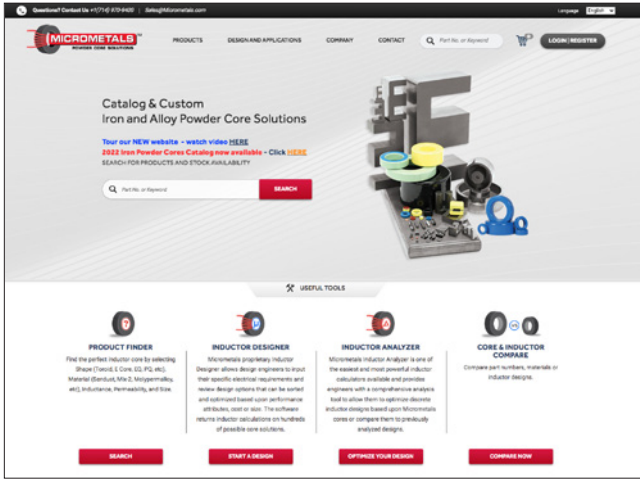 Questions? Contact Us +1(714) 970-9400 | Sales@Micrometals.com
Language English
MICROMETALS
POWDER CORE SOLUTIONS
PRODUCTS DESIGN AND APPLICATIONS COMPANY CONTACT Part No. or Keyword LOGIN | REGISTER
Catalog & Custom
Iron and Alloy Powder Core Solutions
Tour our NEW website - watch video HERE
2022 Iron Powder Cores Catalog now available - Click HERE
SEARCH FOR PRODUCTS AND STOCK AVAILABILITY
Part No. or Keyword SEARCH
USEFUL TOOLS
PRODUCT FINDER
Find the perfect inductor core by selecting
Shape (Toroid, E Core, EQ, PQ, etc),
Material (Sendust, Mix 2, Molypermalloy,
etc), Inductance, Permeability, and Size.
SEARCH
INDUCTOR DESIGNER
Micrometals proprietary Inductor
Designer allows design engineers to input
their specific electrical requirements and
review design options that can be sorted
and optimized based upon performance
attributes, cost or size. The software
returns inductor calculations on hundreds
of possible core solutions.
START A DESIGN
INDUCTOR ANALYZER
Micrometals Inductor Analyzer is one of
the easiest and most powerful inductor
calculators available and provides
engineers with a comprehensive analysis
tool to allow them to optimize discrete
inductor designs based upon Micrometals
cores or compare them to previously
analyzed designs.
OPTIMIZE YOUR DESIGN
CORE & INDUCTOR
COMPARE
Compare part numbers, materials or
inductor designs.
COMPARE NOW